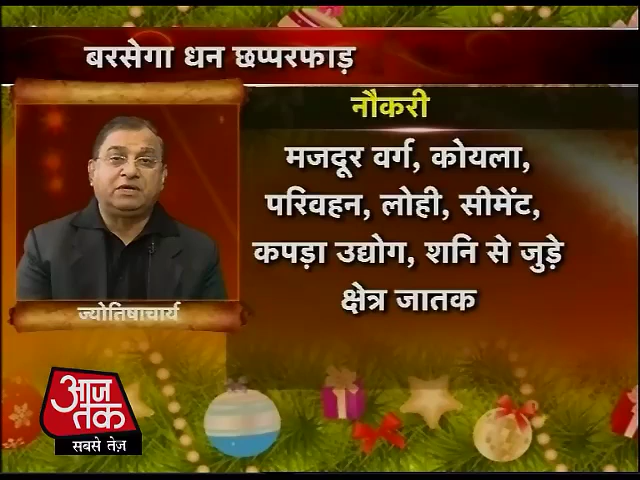 बरसेगा धन छप्परफाड़
नौकरी
मजदूर वर्ग, कोयला,
परिवहन, लोही, सीमेंट,
कपड़ा उद्योग, शनि से जुड़े
क्षेत्र जातक
ज्योतिषाचार्य
आज
तक
सबसे तेज़